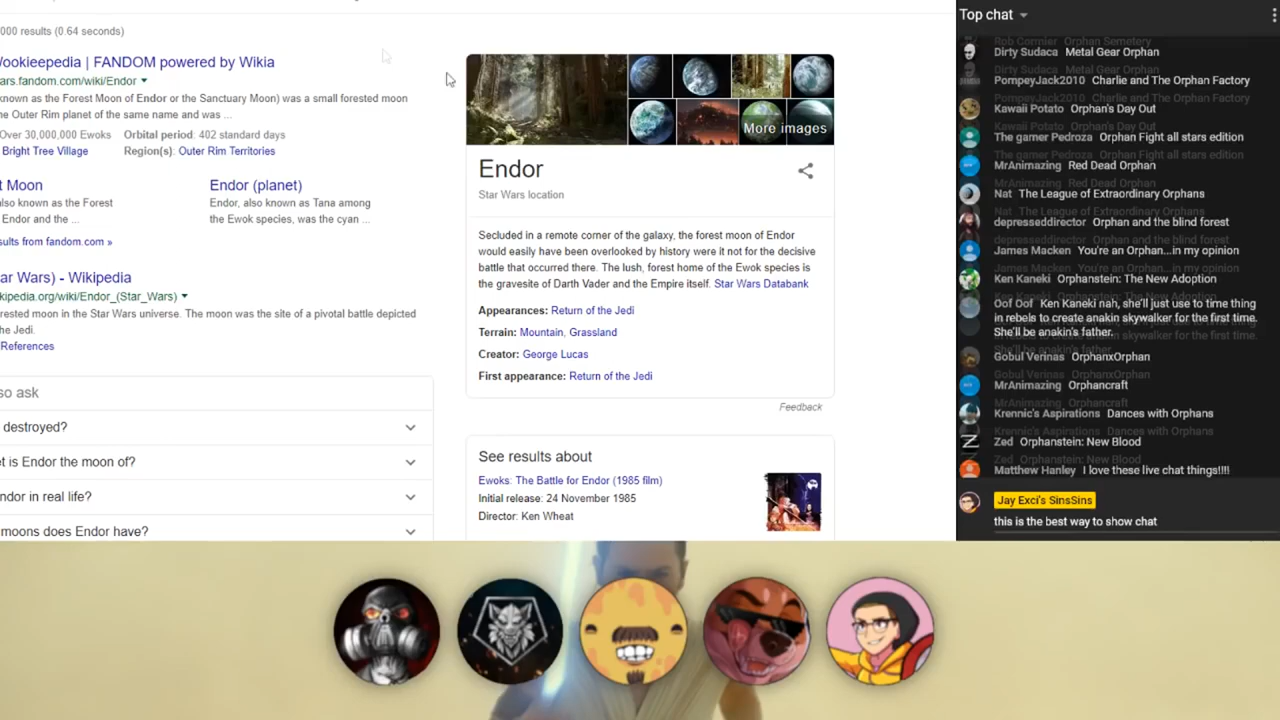 000 results (0.64 seconds)
Wookieepedia | FANDOM powered by Wikia
ars.fandom.com/wiki/Endor
known as the Forest Moon of Endor or the Sanctuary Moon) was a small forested moon
he Outer Rim planet of the same name and was ...
Over 30,000,000 Ewoks Orbital period: 402 standard days
Bright Tree Village Region(s): Outer Rim Territories
t Moon
also known as the Forest
Endor and the ...
Endor (planet)
Endor, also known as Tana among
the Ewok species, was the cyan ...
sults from fandom.com »
ar Wars) - Wikipedia
kipedia.org/wiki/Endor_(Star_Wars)
rested moon in the Star Wars universe. The moon was the site of a pivotal battle depicted
the Jedi.
References
so ask
destroyed?
et is Endor the moon of?
ndor in real life?
moons does Endor have?
More images
Endor
Star Wars location
Secluded in a remote corner of the galaxy, the forest moon of Endor
would easily have been overlooked by history were it not for the decisive
battle that occurred there. The lush, forest home of the Ewok species is
the gravesite of Darth Vader and the Empire itself. Star Wars Databank
Appearances: Return of the Jedi
Terrain: Mountain, Grassland
Creator: George Lucas
First appearance: Return of the Jedi
Feedback
See results about
Ewoks: The Battle for Endor (1985 film)
Initial release: 24 November 1985
Director: Ken Wheat
Top chat
Rob Cormier Orphan Semetery
Dirty Sudaca Metal Gear Orphan
PompeyJack2010 Charlie and The Orphan Factory
Kawaii Potato Orphan's Day Out
The gamer Pedroza Orphan Fight all stars edition
MrAnimazing Red Dead Orphan
Nat The League of Extraordinary Orphans
depresseddirector Orphan and the blind forest
James Macken You're an Orphan...in my opinion
Ken Kaneki Orphanstein: The New Adoption
Oof Oof Ken Kaneki nah, she'll just use to time thing
in rebels to create anakin skywalker for the first time.
She'll be anakin's father.
Gobul Verinas OrphanxOrphan
MrAnimazing Orphancraft
Krennic's Aspirations Dances with Orphans
Zed Orphanstein: New Blood
Matthew Hanley I love these live chat things!!!!
Jay Exci's SinsSins
this is the best way to show chat